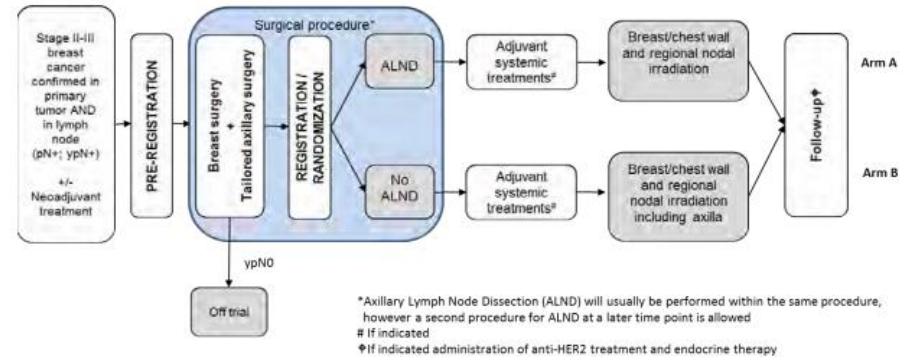 Stage II-III
breast
cancer
confirmed in
primary
tumor AND
in lymph
node
(pN+; ypN+)
+/-
Neoadjuvant
treatment
PRE-REGISTRATION
Surgical procedure*
Breast surgery
+
Tailored axillary surgery
REGISTRATION /
RANDOMIZATION
ALND
Adjuvant
systemic
treatments#
Breast/chest wall
and regional nodal
irradiation
Arm A
No
ALND
Adjuvant
systemic
treatments#
Breast/chest wall
and regional
nodal irradiation
including axilla
Arm B
Follow-up⌖
ypN0
Off trial
*Axillary Lymph Node Dissection (ALND) will usually be performed within the same procedure,
however a second procedure for ALND at a later time point is allowed
# If indicated
⌖If indicated administration of anti-HER2 treatment and endocrine therapy